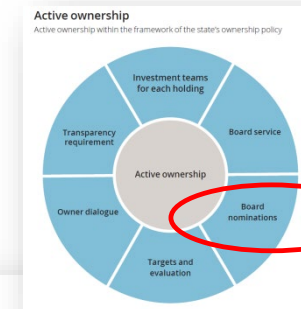 Active ownership
Active ownership within the framework of the state's ownership policy
Investment teams
for each holding
Board service
Board
nominations
Targets and
evaluation
Owner dialogue
Transparency
requirement
Active ownership